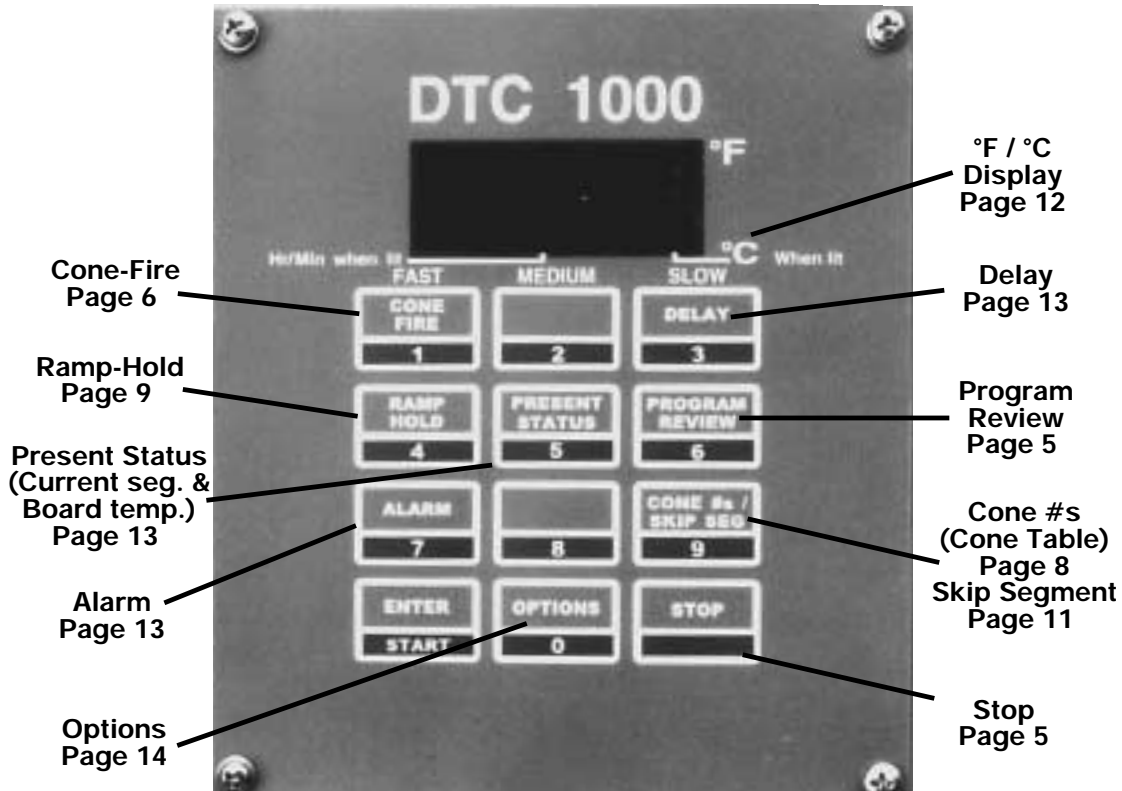 DTC 1000
°F
°C
Hr/Min when lit
When lit
FAST
MEDIUM
SLOW
CONE
FIRE
1
2
DELAY
3
RAMP
HOLD
4
PRESENT
STATUS
5
PROGRAM
REVIEW
6
ALARM
7
8
CONE #s /
SKIP SEG
9
ENTER
START
OPTIONS
0
STOP
Cone-Fire
Page 6
Ramp-Hold
Page 9
Present Status
(Current seg. &
Board temp.)
Page 13
Alarm
Page 13
Options
Page 14
°F / °C
Display
Page 12
Delay
Page 13
Program
Review
Page 5
Cone #s
(Cone Table)
Page 8
Skip Segment
Page 11
Stop
Page 5